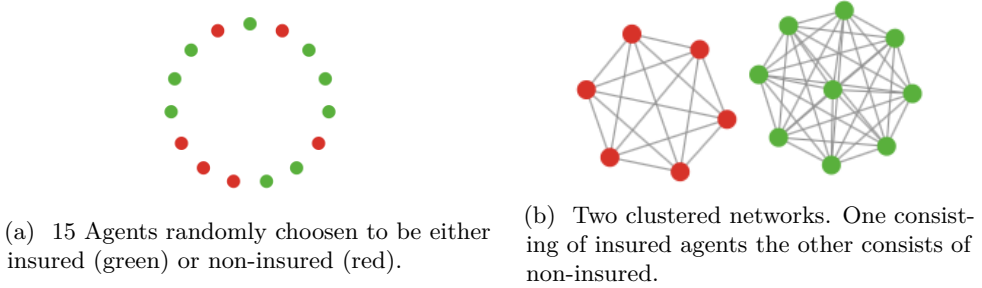 (a) 15 Agents randomly choosen to be either
insured (green) or non-insured (red).
(b) Two clustered networks. One consist-
ing of insured agents the other consists of
non-insured.